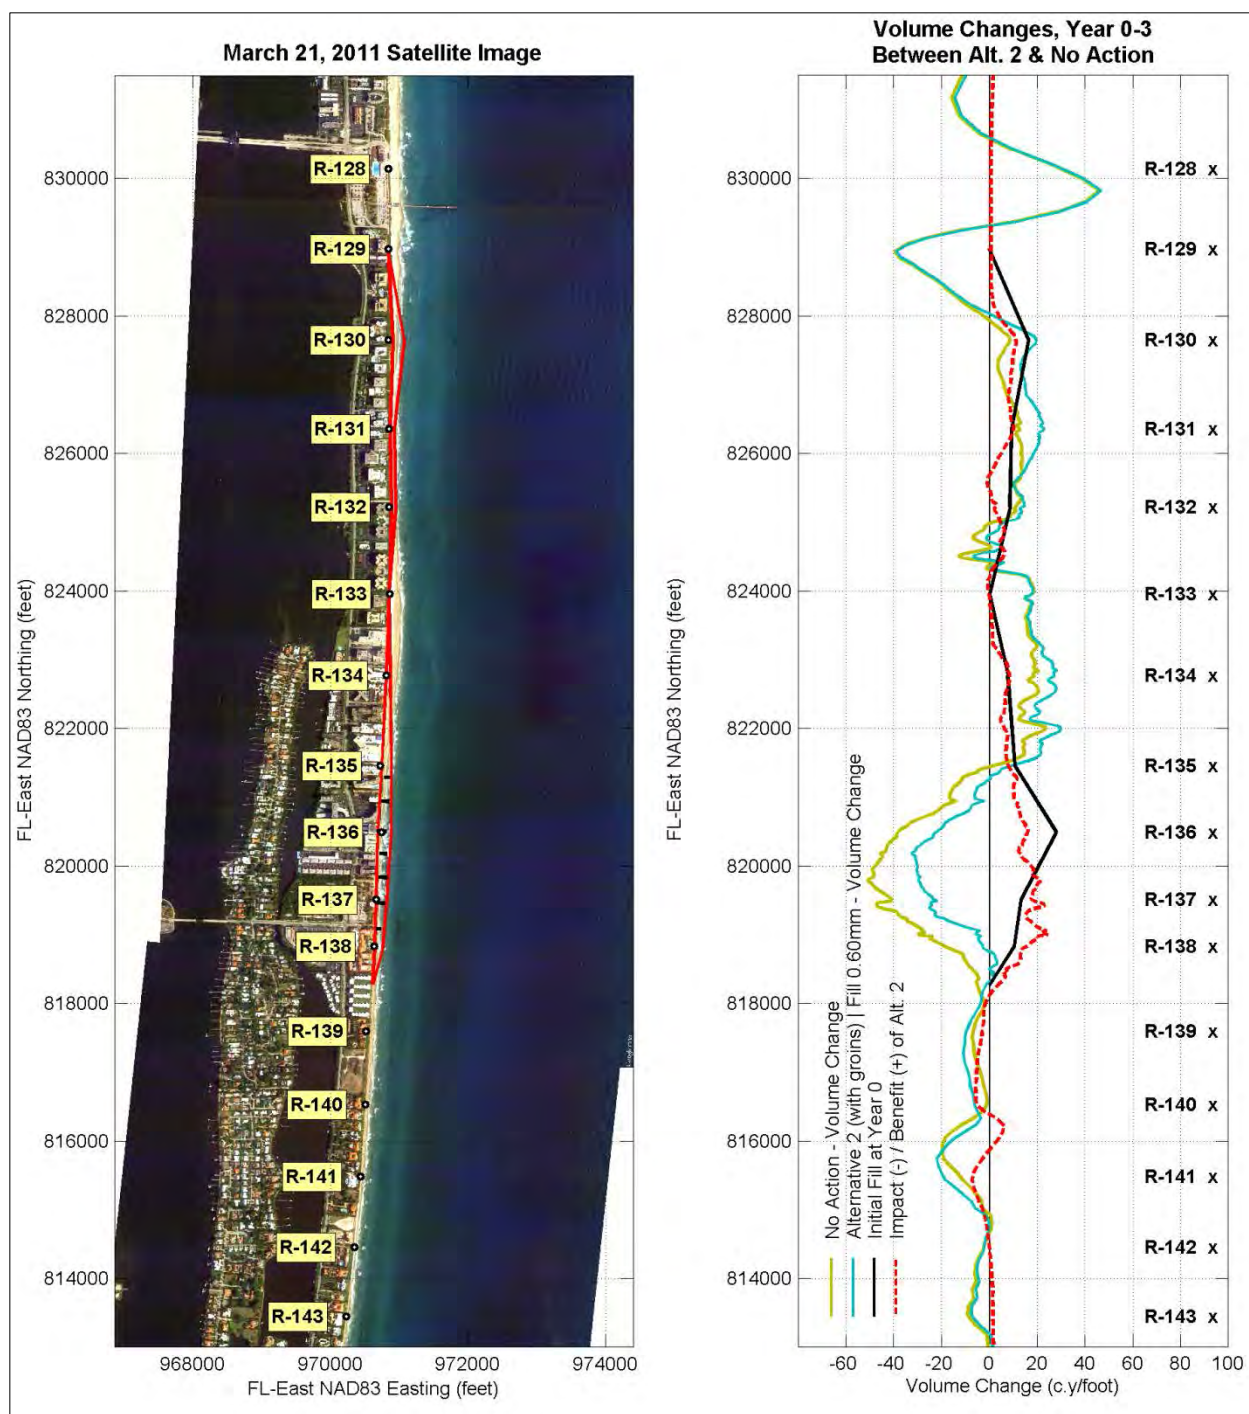 March 21, 2011 Satellite Image
830000
828000
826000
824000
822000
820000
818000
816000
814000
FL-East NAD83 Northing (feet)
R-128
R-129
R-130
R-131
R-132
R-133
R-134
R-135
R-136
R-137
R-138
R-139
R-140
R-141
R-142
R-143
968000 970000 972000 974000
FL-East NAD83 Easting (feet)
Volume Changes, Year 0-3
Between Alt. 2 & No Action
830000
828000
826000
824000
822000
820000
818000
816000
814000
FL-East NAD83 Northing (feet)
R-128 x
R-129 x
R-130 x
R-131 x
R-132 x
R-133 x
R-134 x
R-135 x
R-136 x
R-137 x
R-138 x
R-139 x
R-140 x
R-141 x
R-142 x
R-143 x
No Action - Volume Change
Alternative 2 (with groins) | Fill 0.60mm - Volume Change
Initial Fill at Year 0
Impact (-) / Benefit (+) of Alt. 2
-60 -40 -20 0 20 40 60 80 100
Volume Change (c.y/foot)